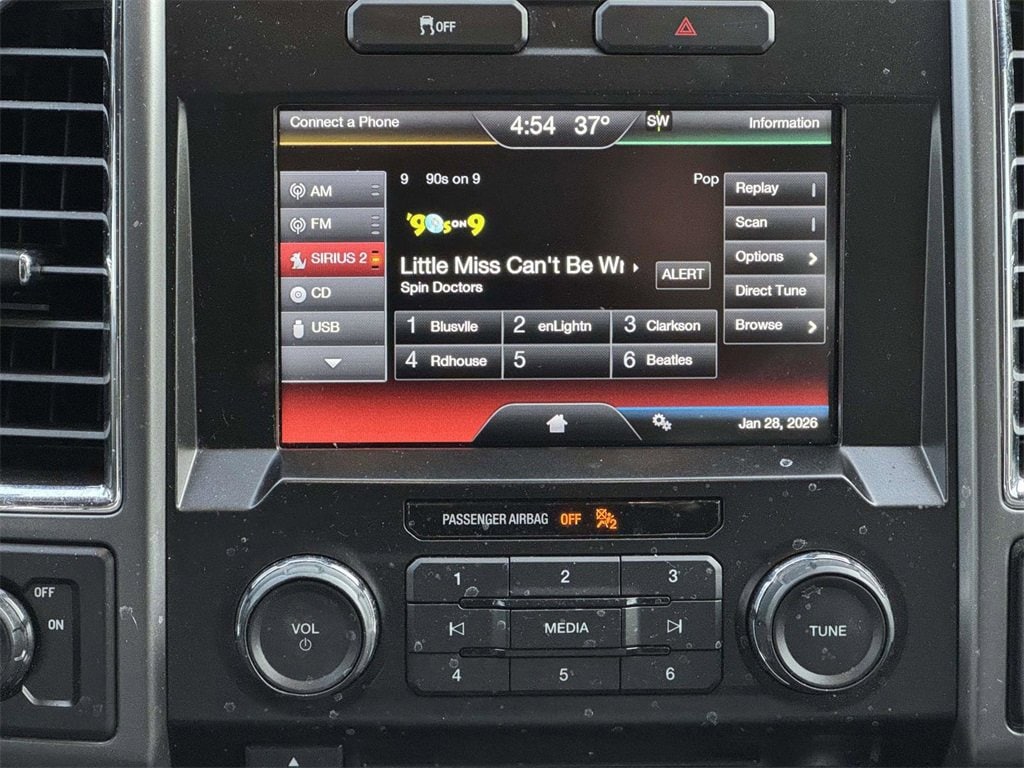 OFF
Connect a Phone
4:54 37°
SW
Information
AM
FM
SIRIUS 2
CD
USB
9 90s on 9
Pop
'90s ON 9
Little Miss Can't Be Wr
Spin Doctors
ALERT
1 Blusvlle
2 enLightn
3 Clarkson
4 Rdhouse
5
6 Beatles
Replay
Scan
Options
Direct Tune
Browse
Jan 28, 2026
PASSENGER AIRBAG OFF 2
OFF
ON
VOL
1 2 3
MEDIA
4 5 6
TUNE